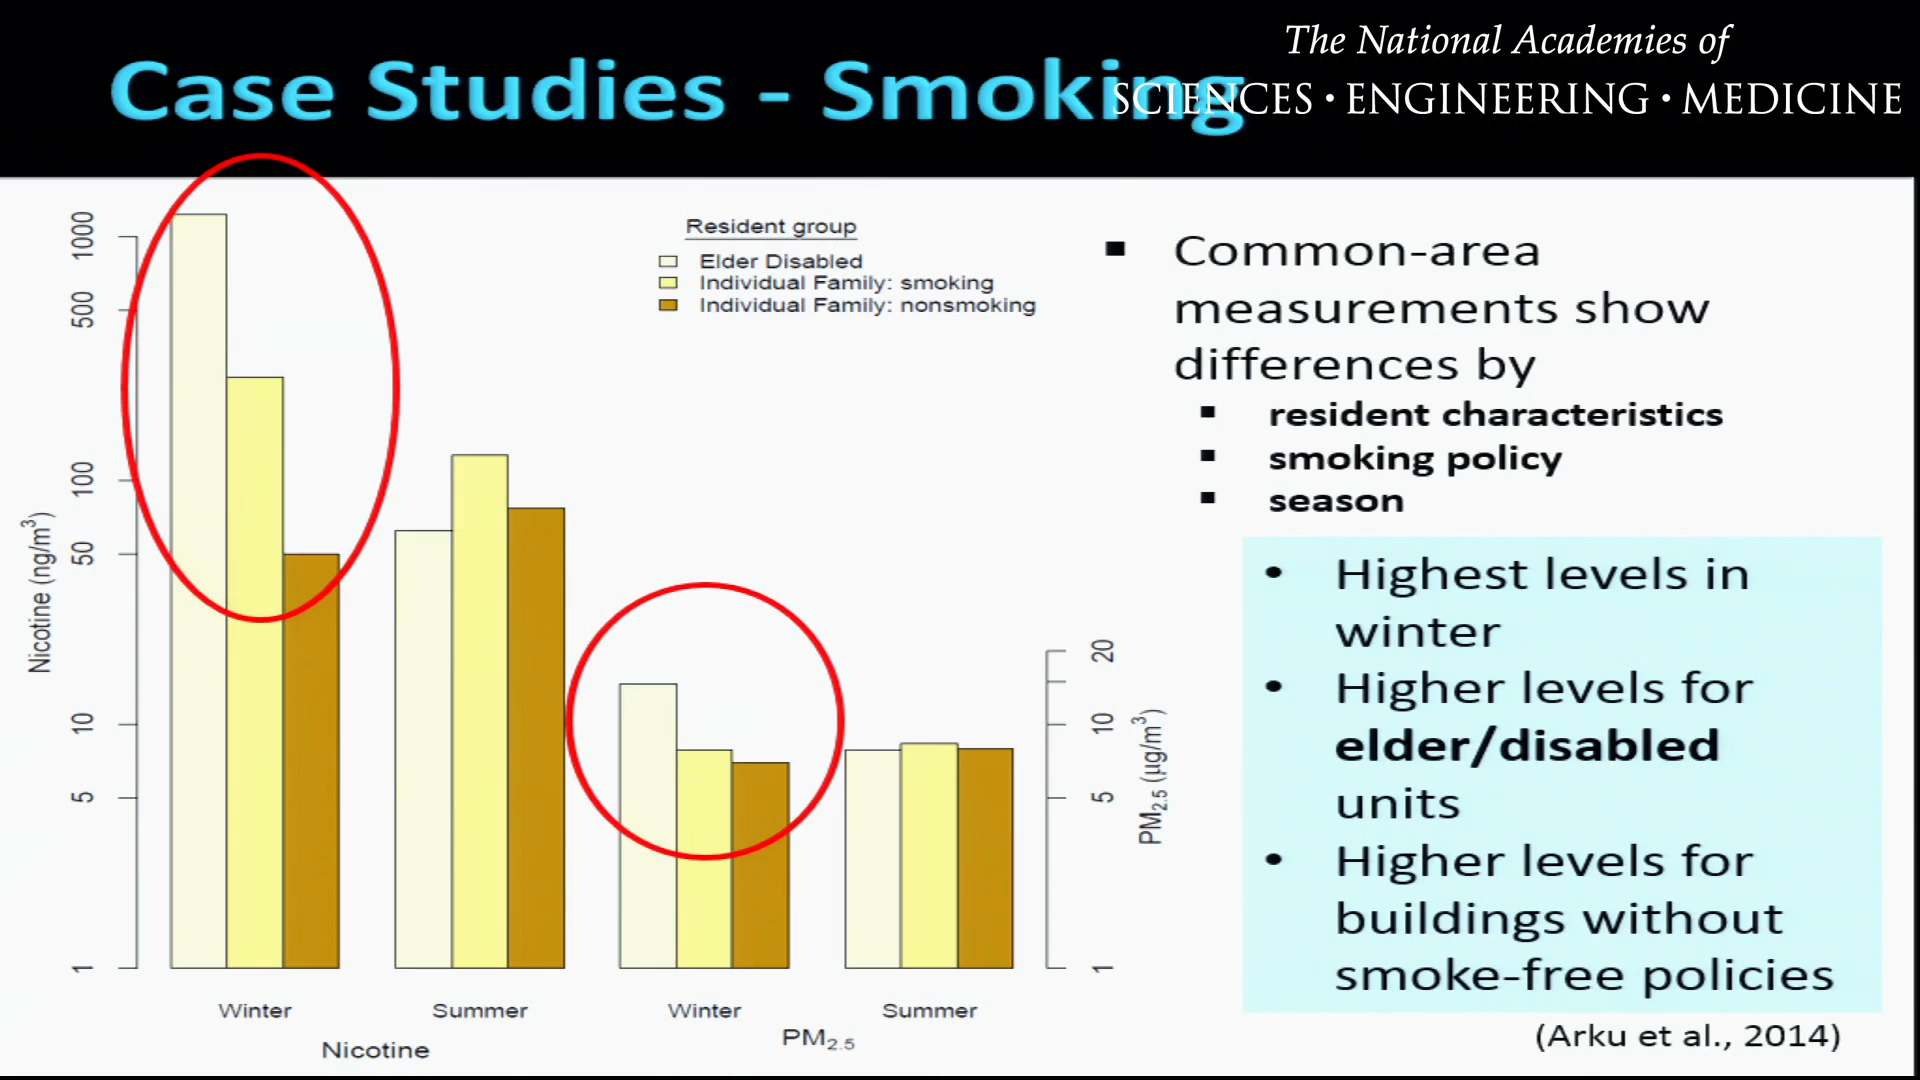 The National Academies of
SCIENCES • ENGINEERING • MEDICINE
Case Studies - Smoking
Nicotine (ng/m³)
1000
500
100
50
10
5
1
Resident group
Elder Disabled
Individual Family: smoking
Individual Family: nonsmoking
20
10
5
1
PM2.5 (µg/m³)
Winter Summer Winter Summer
Nicotine PM2.5
▪ Common-area
measurements show
differences by
▪ resident characteristics
▪ smoking policy
▪ season
• Highest levels in
winter
• Higher levels for
elder/disabled
units
• Higher levels for
buildings without
smoke-free policies
(Arku et al., 2014)